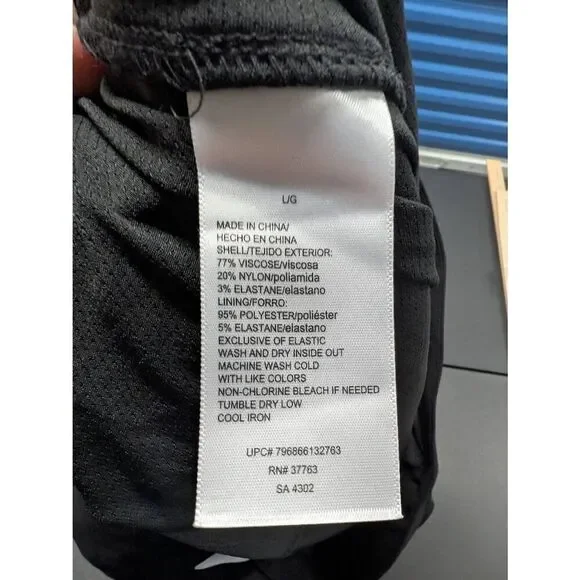 L/G
MADE IN CHINA/
HECHO EN CHINA
SHELL/TEJIDO EXTERIOR:
77% VISCOSE/viscosa
20% NYLON/poliamida
3% ELASTANE/elastano
LINING/FORRO:
95% POLYESTER/poliéster
5% ELASTANE/elastano
EXCLUSIVE OF ELASTIC
WASH AND DRY INSIDE OUT
MACHINE WASH COLD
WITH LIKE COLORS
NON-CHLORINE BLEACH IF NEEDED
TUMBLE DRY LOW
COOL IRON
UPC# 796866132763
RN# 37763
SA 4302